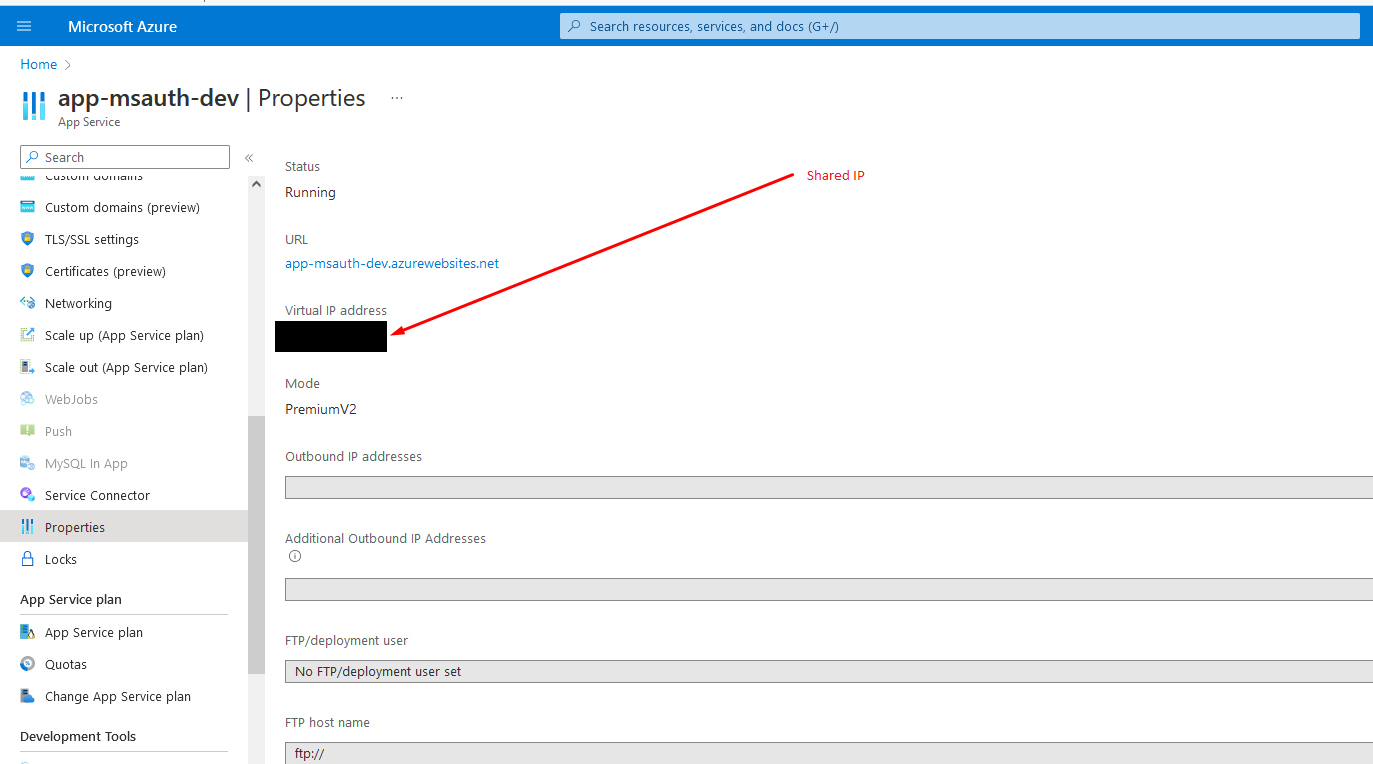 Microsoft Azure
Search resources, services, and docs (G+/)
Home
app-msauth-dev | Properties
App Service
Search
«
Custom domains
Custom domains (preview)
TLS/SSL settings
Certificates (preview)
Networking
Scale up (App Service plan)
Scale out (App Service plan)
WebJobs
Push
MySQL In App
Service Connector
Properties
Locks
App Service plan
App Service plan
Quotas
Change App Service plan
Development Tools
Status
Running
Shared IP
URL
app-msauth-dev.azurewebsites.net
Virtual IP address
Mode
PremiumV2
Outbound IP addresses
Additional Outbound IP Addresses
FTP/deployment user
No FTP/deployment user set
FTP host name
ftp://